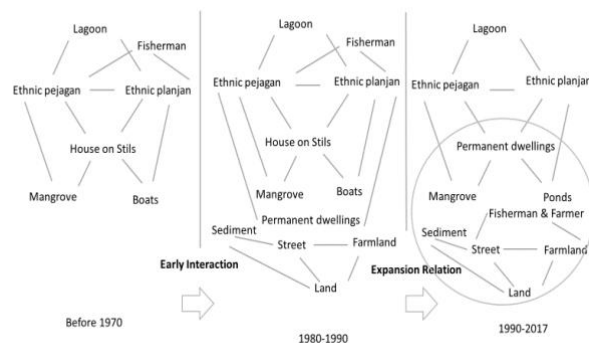 Lagoon
Fisherman
Ethnic pejagan
Ethnic planjan
House on Stils
Mangrove
Boats
Before 1970
Lagoon
Fisherman
Ethnic pejagan
Ethnic planjan
House on Stils
Mangrove
Boats
Permanent dwellings
Sediment
Street
Farmland
Land
Early Interaction
1980-1990
Lagoon
Ethnic pejagan
Ethnic planjan
Permanent dwellings
Mangrove
Ponds
Fisherman & Farmer
Sediment
Street
Farmland
Land
Expansion Relation
1990-2017